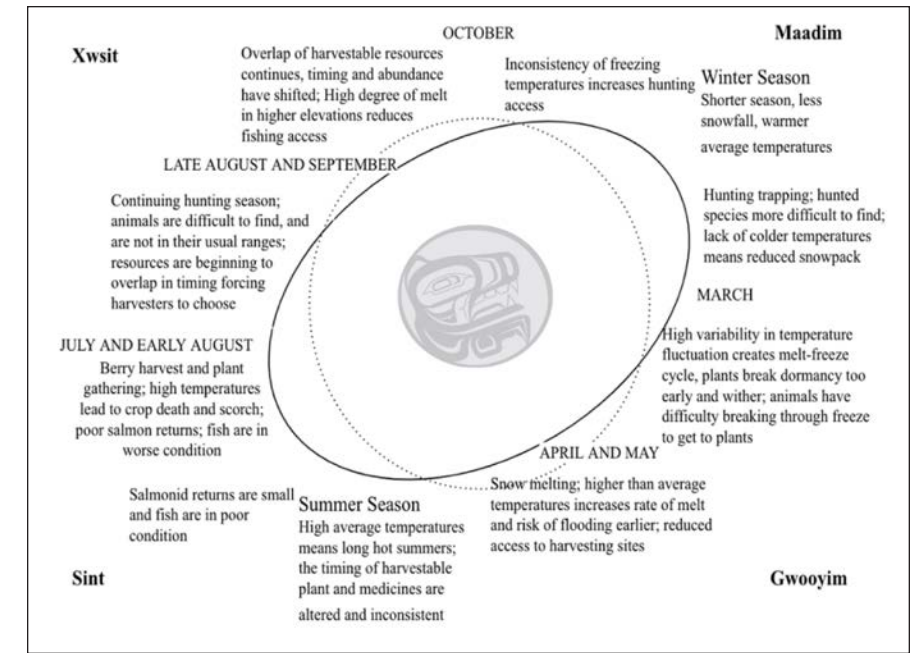 OCTOBER
Maadim
Xwsit
Overlap of harvestable resources
continues, timing and abundance
have shifted; High degree of melt
in higher elevations reduces
fishing access
Inconsistency of freezing
temperatures increases hunting
access
Winter Season
Shorter season, less
snowfall, warmer
average temperatures
LATE AUGUST AND SEPTEMBER
Continuing hunting season;
animals are difficult to find, and
are not in their usual ranges;
resources are beginning to
overlap in timing forcing
harvesters to choose
Hunting trapping; hunted
species more difficult to find;
lack of colder temperatures
means reduced snowpack
MARCH
High variability in temperature
fluctuation creates melt-freeze
cycle, plants break dormancy too
early and wither; animals have
difficulty breaking through freeze
to get to plants
JULY AND EARLY AUGUST
Berry harvest and plant
gathering; high temperatures
lead to crop death and scorch;
poor salmon returns; fish are in
worse condition
APRIL AND MAY
Snow melting; higher than average
temperatures increases rate of melt
and risk of flooding earlier; reduced
access to harvesting sites
Salmonid returns are small
and fish are in poor
condition
Summer Season
High average temperatures
means long hot summers;
the timing of harvestable
plant and medicines are
altered and inconsistent
Sint
Gwooyim